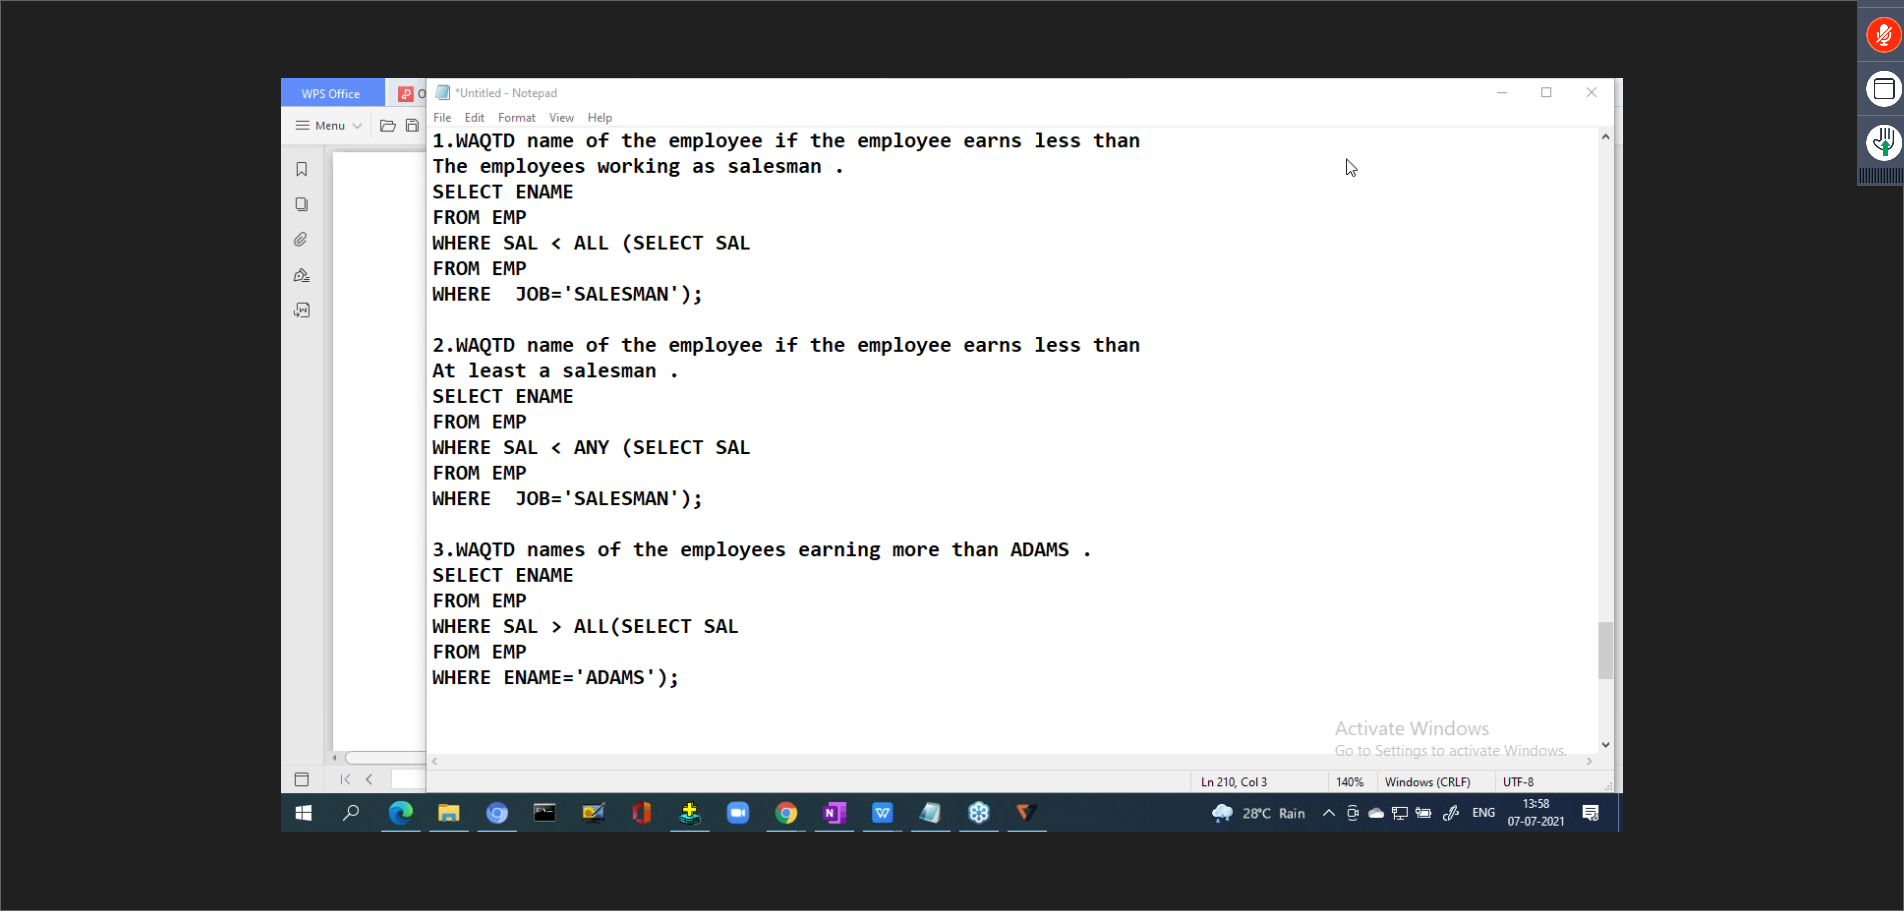 WPS Office
*Untitled - Notepad
Menu
File Edit Format View Help
1.WAQTD name of the employee if the employee earns less than
The employees working as salesman .
SELECT ENAME
FROM EMP
WHERE SAL < ALL (SELECT SAL
FROM EMP
WHERE  JOB='SALESMAN');
2.WAQTD name of the employee if the employee earns less than
At least a salesman .
SELECT ENAME
FROM EMP
WHERE SAL < ANY (SELECT SAL
FROM EMP
WHERE  JOB='SALESMAN');
3.WAQTD names of the employees earning more than ADAMS .
SELECT ENAME
FROM EMP
WHERE SAL > ALL(SELECT SAL
FROM EMP
WHERE ENAME='ADAMS');
Activate Windows
Go to Settings to activate Windows.
Ln 210, Col 3 140% Windows (CRLF) UTF-8
28°C Rain ENG 13:58
07-07-2021